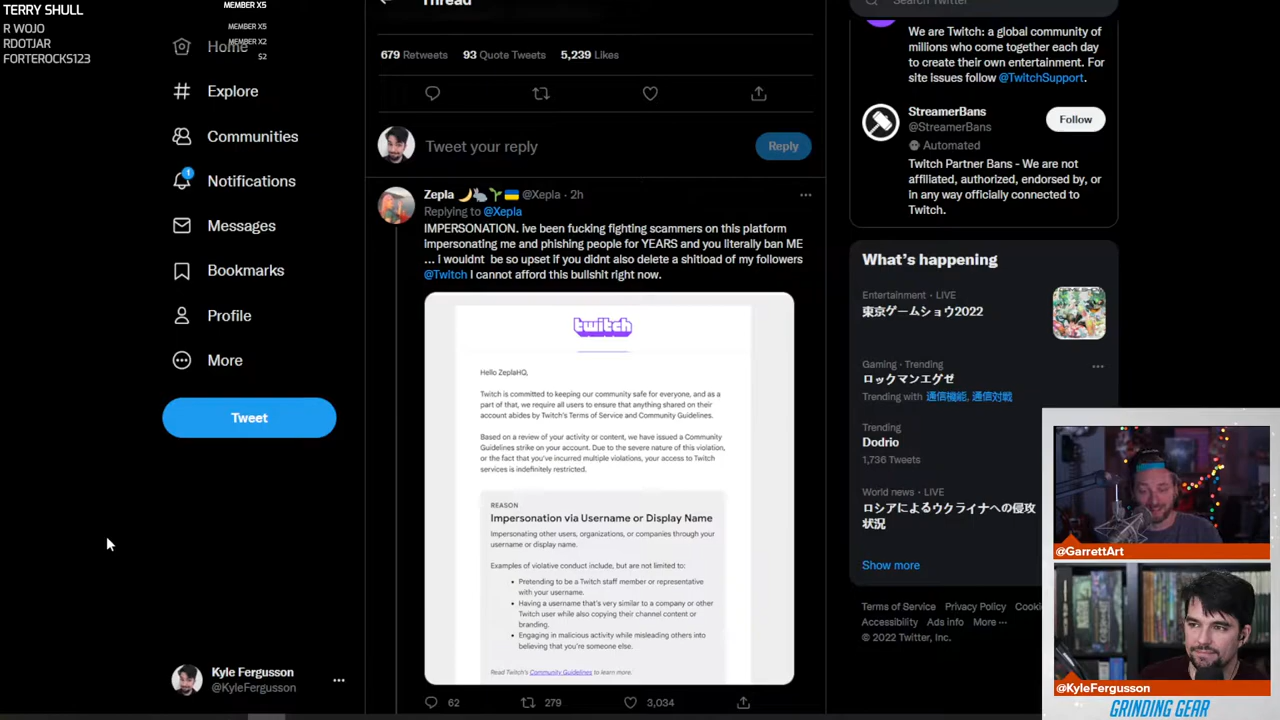 TERRY SHULL
MEMBER X5
R WOJO
MEMBER X5
RDOTJAR
MEMBER X2
FORTEROCKS123
S2
Home
Explore
Communities
1
Notifications
Messages
Bookmarks
Profile
More
Tweet
Kyle Fergusson
@KyleFergusson
Thread
679 Retweets 93 Quote Tweets 5,239 Likes
Tweet your reply
Reply
Zepla @Xepla · 2h
Replying to @Xepla
IMPERSONATION. Ive been fucking fighting scammers on this platform
impersonating me and phishing people for YEARS and you literally ban ME
... i wouldnt be so upset if you didnt also delete a shitload of my followers
@Twitch I cannot afford this bullshit right now.
twitch
Hello ZeplaHQ,
Twitch is committed to keeping our community safe for everyone, and as a
part of that, we require all users to ensure that anything shared on their
account abides by Twitch's Terms of Service and Community Guidelines.
Based on a review of your activity or content, we have issued a Community
Guidelines strike on your account. Due to the severe nature of this violation,
or the fact that you've incurred multiple violations, your access to Twitch
services is indefinitely restricted.
REASON
Impersonation via Username or Display Name
Impersonating other users, organizations, or companies through your
username or display name.
Examples of violative conduct include, but are not limited to:
• Pretending to be a Twitch staff member or representative
with your username.
• Having a username that's very similar to a company or other
Twitch user while also copying their channel content or
branding.
• Engaging in malicious activity while misleading others into
believing that you're someone else.
Read Twitch's Community Guidelines to learn more.
62 279 3,034
Search Twitter
We are Twitch: a global community of
millions who come together each day
to create their own entertainment. For
site issues follow @TwitchSupport.
StreamerBans
@StreamerBans
Follow
Automated
Twitch Partner Bans - We are not
affiliated, authorized, endorsed by, or
in any way officially connected to
Twitch.
What's happening
Entertainment · LIVE
東京ゲームショウ2022
Gaming · Trending
ロックマンエグゼ
Trending with 通信機能, 通信対戦
Trending
Dodrio
1,736 Tweets
World news · LIVE
ロシアによるウクライナへの侵攻
状況
Show more
Terms of Service Privacy Policy Cooki
Accessibility Ads info More ···
© 2022 Twitter, Inc.
@GarrettArt
@KyleFergusson
GRINDING GEAR